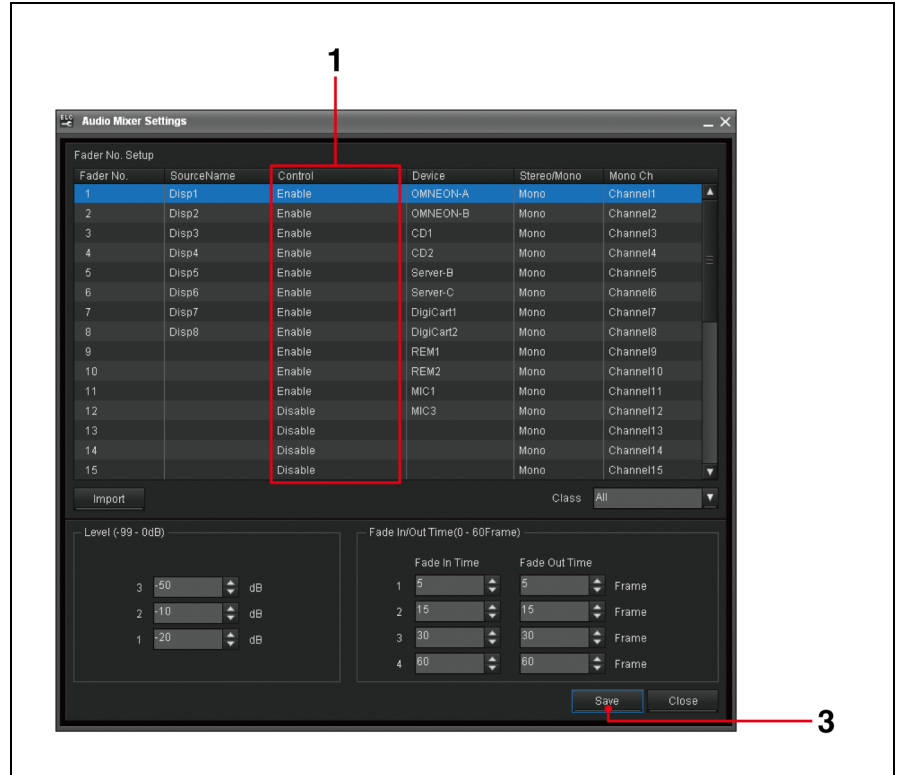 1
ELC Audio Mixer Settings
Fader No. Setup
Fader No. SourceName Control Device Stereo/Mono Mono Ch
1 Disp1 Enable OMNEON-A Mono Channel1
2 Disp2 Enable OMNEON-B Mono Channel2
3 Disp3 Enable CD1 Mono Channel3
4 Disp4 Enable CD2 Mono Channel4
5 Disp5 Enable Server-B Mono Channel5
6 Disp6 Enable Server-C Mono Channel6
7 Disp7 Enable DigiCart1 Mono Channel7
8 Disp8 Enable DigiCart2 Mono Channel8
9 Enable REM1 Mono Channel9
10 Enable REM2 Mono Channel10
11 Enable MIC1 Mono Channel11
12 Disable MIC3 Mono Channel12
13 Disable Mono Channel13
14 Disable Mono Channel14
15 Disable Mono Channel15
Import Class All
Level (-99 - 0dB) Fade In/Out Time(0 - 60Frame)
Fade In Time Fade Out Time
3 -50 dB 1 5 5 Frame
2 -10 dB 2 15 15 Frame
1 -20 dB 3 30 30 Frame
4 60 60 Frame
Save Close
3